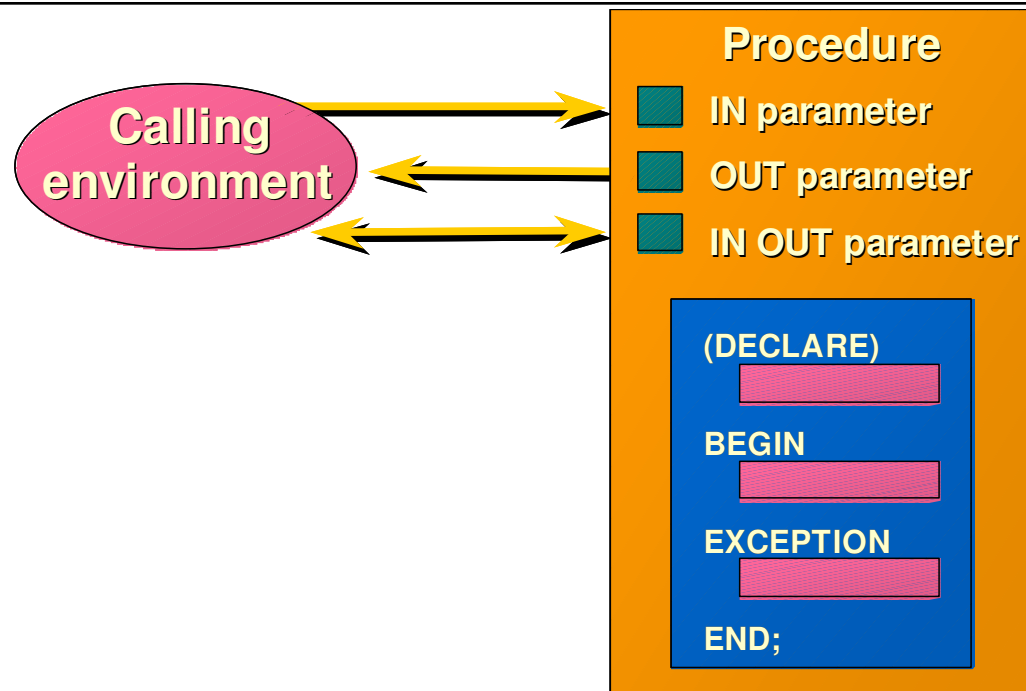 Procedure
Calling
environment
IN parameter
OUT parameter
IN OUT parameter
(DECLARE)
BEGIN
EXCEPTION
END;